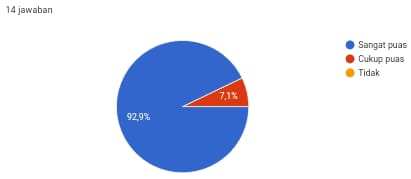 14 jawaban
Sangat puas
Cukup puas
Tidak
7,1%
92,9%